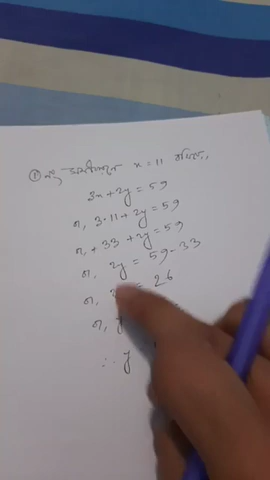 ① নং সমীকরণে x = 11 বসিয়ে,
3x + 2y = 59
বা, 3·11 + 2y = 59
বা, + 33 + 2y = 59
বা, 2y = 59 - 33
বা, = 26
বা, y
∴ y